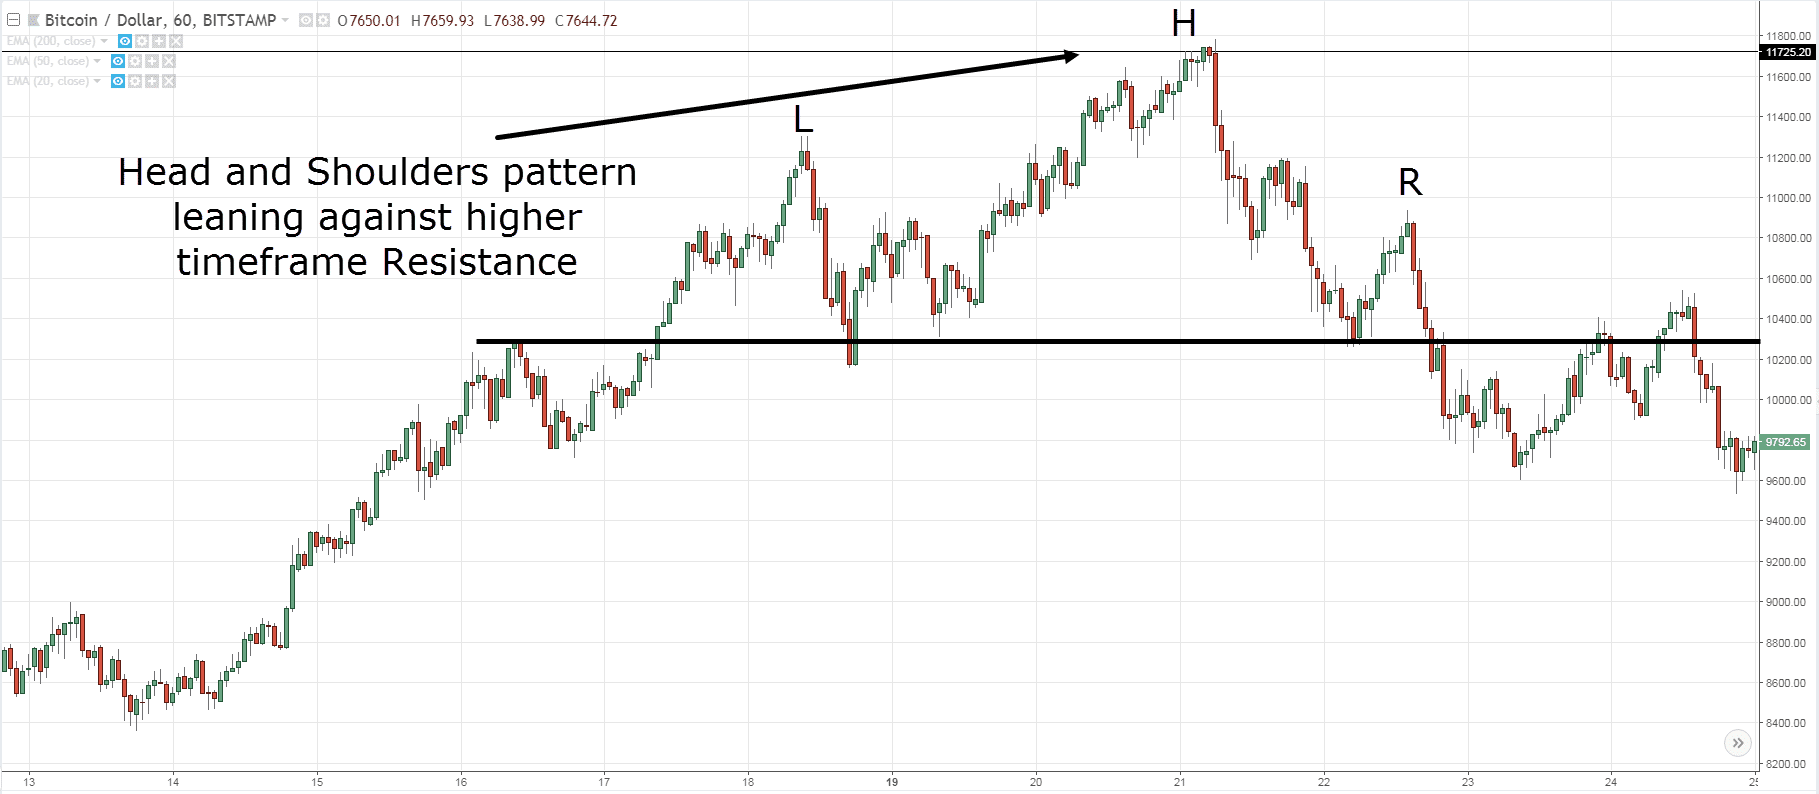 Bitcoin / Dollar, 60, BITSTAMP O7650.01 H7659.93 L7638.99 C7644.72
EMA (200, close)
EMA (50, close)
EMA (20, close)
H
L
R
Head and Shoulders pattern
leaning against higher
timeframe Resistance
11800.00
11725.20
11600.00
11400.00
11200.00
11000.00
10800.00
10600.00
10400.00
10200.00
10000.00
9792.65
9600.00
9400.00
9200.00
9000.00
8800.00
8600.00
8400.00
8200.00
13 14 15 16 17 18 19 20 21 22 23 24 25